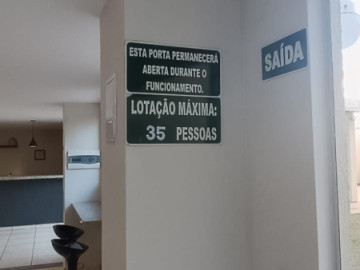 ESTA PORTA PERMANECERÁ
ABERTA DURANTE O
FUNCIONAMENTO.
LOTAÇÃO MÁXIMA:
35 PESSOAS
SAÍDA